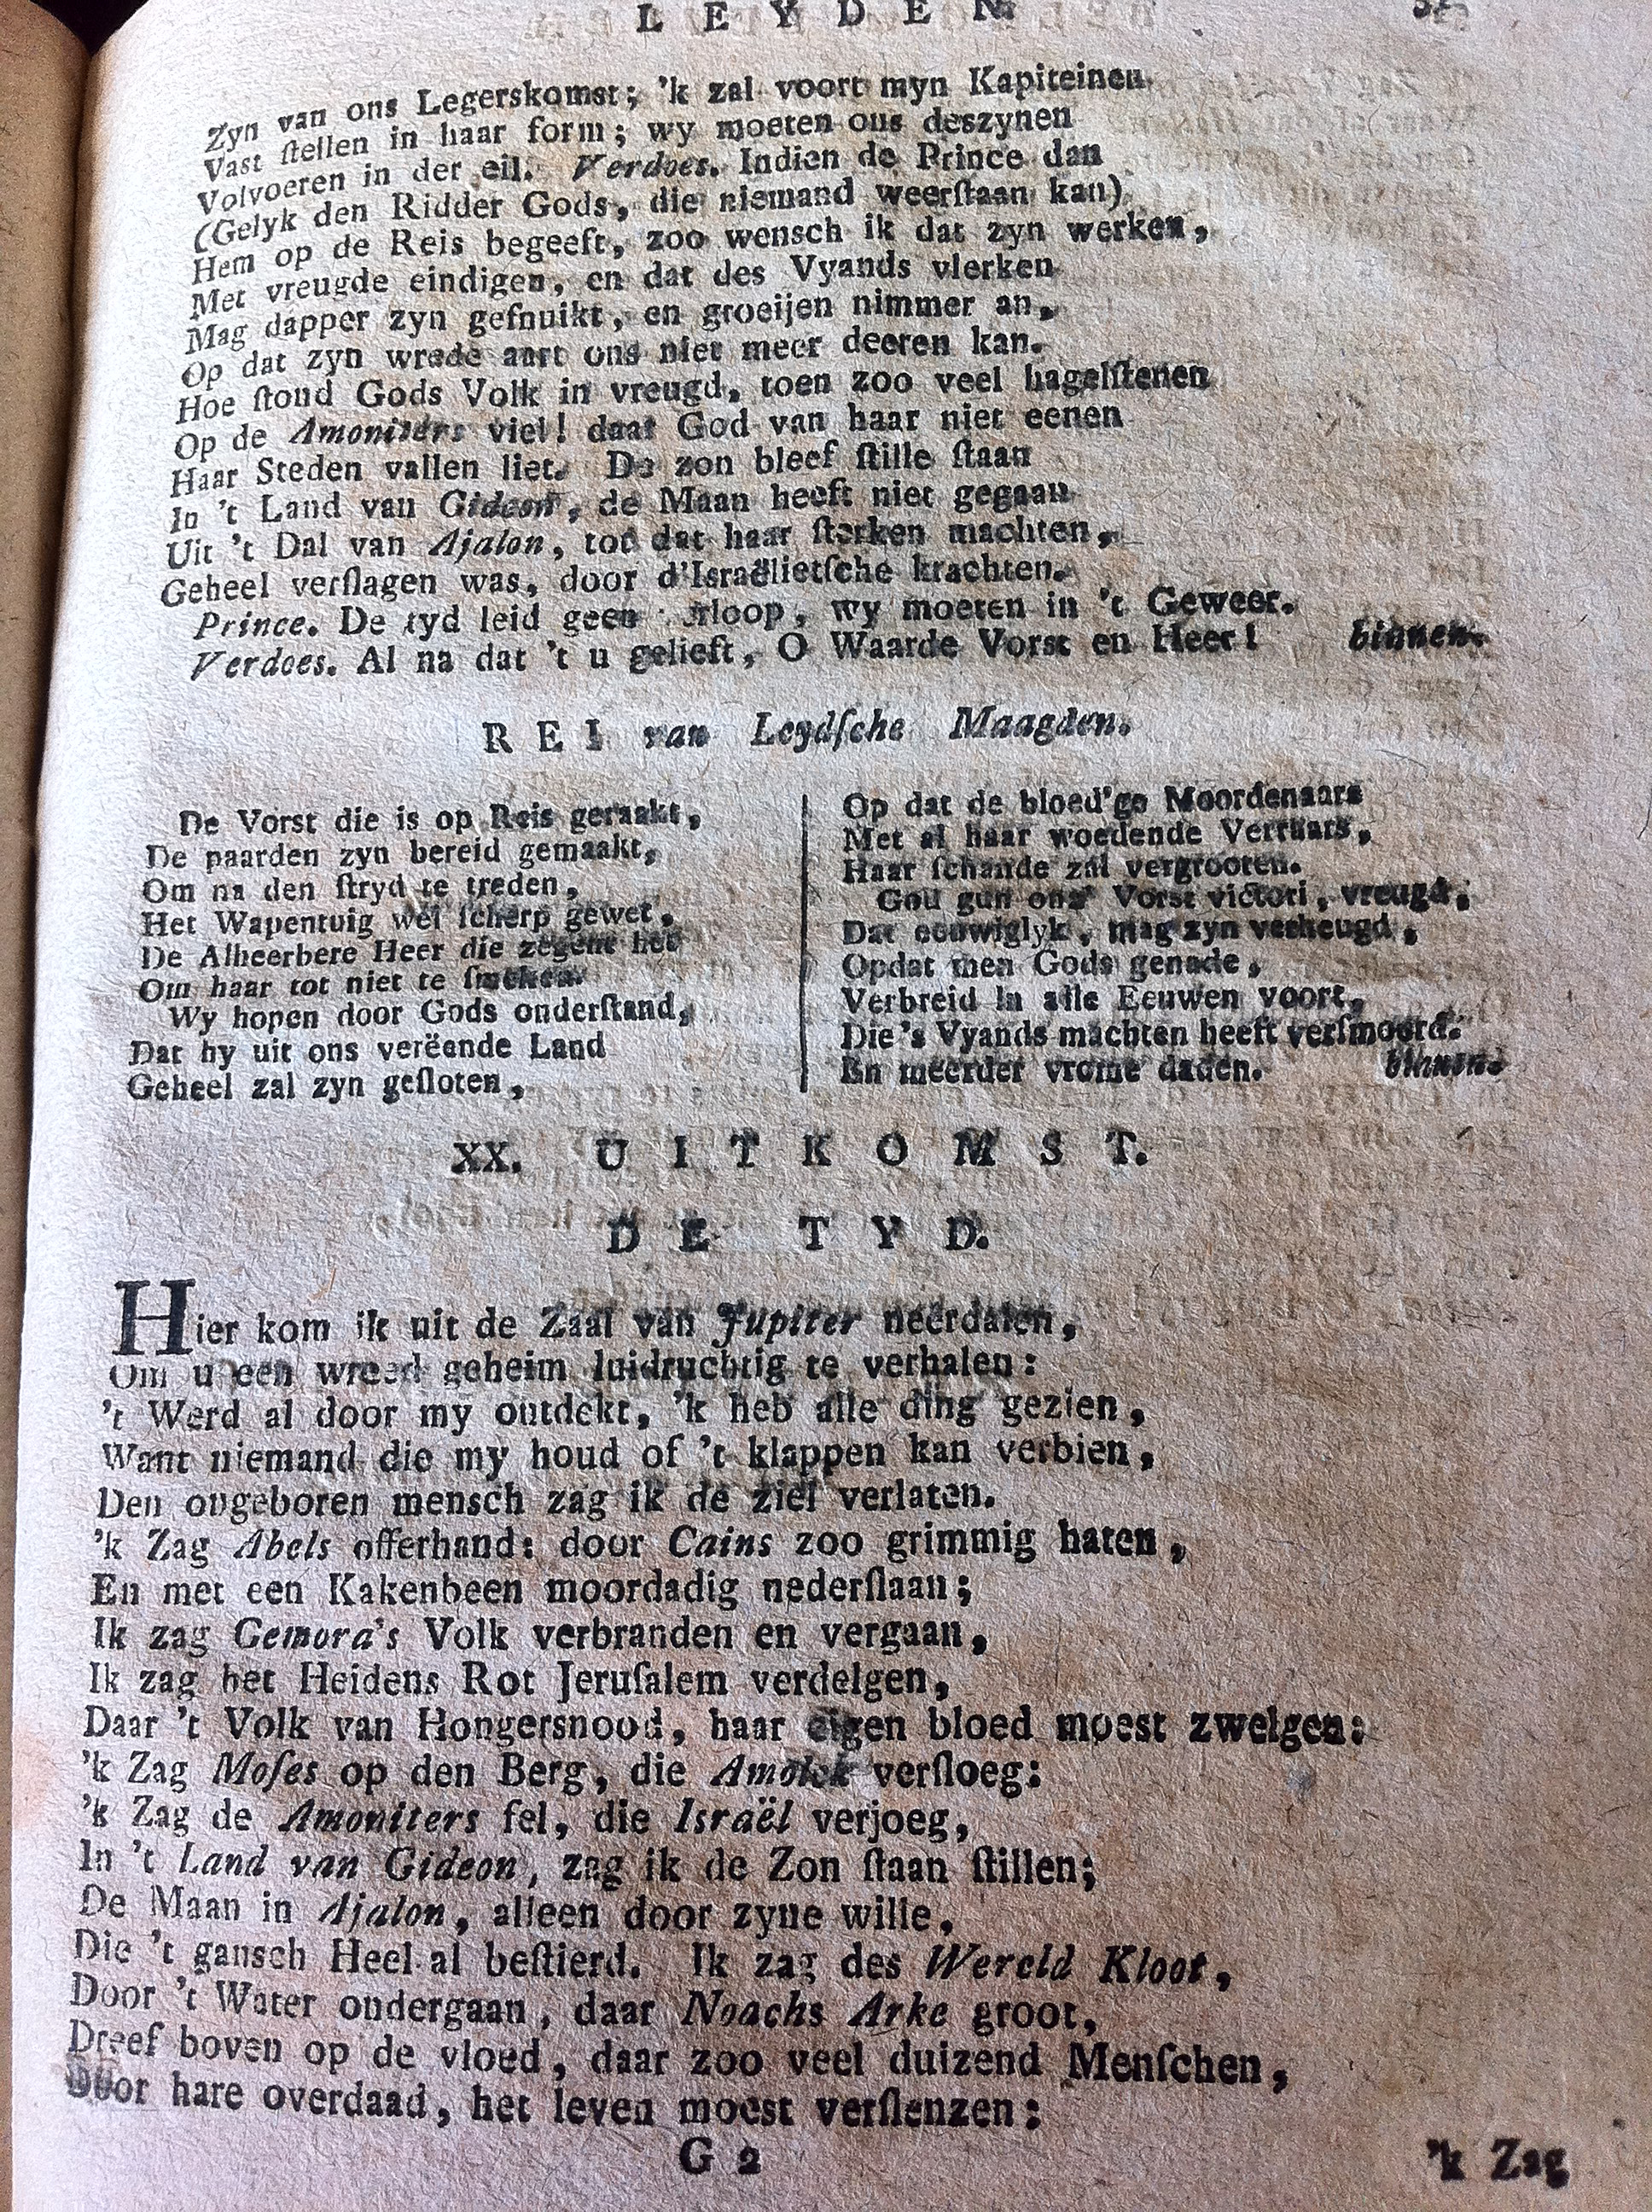 LEYDEN.
Zyn van ons Legerskomst; 'k zal voort myn Kapiteinen
Vast ſtellen in haar form; wy moeten ons deszynen
Volvoeren in der eil. Verdoes. Indien de Prince dan
(Gelyk den Ridder Gods, die niemand weerſtaan kan)
Hem op de Reis begeeft, zoo wensch ik dat zyn werken,
Met vreugde eindigen, en dat des Vyands vlerken
Mag dapper zyn gefnuikt, en groeijen nimmer an,
Op dat zyn wrede aart ons niet meer deeren kan.
Hoe ſtond Gods Volk in vreugd, toen zoo veel hagelſtenen
Op de Amoniters viel! daar God van haar niet eenen
Haar Steden vallen liet. De zon bleef ſtille ſtaan
In 't Land van Gideon, de Maan heeft niet gegaan
Uit 't Dal van Ajalon, tot dat haar ſterken machten,
Geheel verſlagen was, door d'Israëlietſche krachten.
Prince. De tyd leid geen rloop, wy moeten in 't Geweer.
Verdoes. Al na dat 't u gelieft, O Waarde Vorst en Heer! binnen.
REI van Leydſche Maagden.
De Vorst die is op Reis geraakt,
De paarden zyn bereid gemaakt,
Om na den ſtryd te treden,
Het Wapentuig wel ſcherp gewet,
De Alheerbere Heer die zegent het
Om haar tot niet te
Wy hopen door Gods onderſtand,
Dat hy uit ons verëende Land
Geheel zal zyn geſloten,
Op dat de bloed'ge Moordenaars
Met al haar woedende Verraars,
Haar ſchande zal vergrooten.
God gun ons Vorst victori, vreugd,
Dat eeuwiglyk, mag zyn verheugd,
Opdat men Gods genade,
Verbreid in alle Eeuwen voort,
Die 's Vyands machten heeft verſmoord.
En meerder vrome daden. binnen.
XX. UITKOMST.
DE TYD.
Hier kom ik uit de Zaal van Jupiter neêrdalen,
Om u een wreed geheim luidruchtig te verhalen:
't Werd al door my ontdekt, 'k heb alle ding gezien,
Want niemand die my houd of 't klappen kan verbien,
Den ongeboren mensch zag ik de ziel verlaten.
'k Zag Abels offerhand: door Cains zoo grimmig haten,
En met een Kakenbeen moordadig nederſlaan;
Ik zag Gemora's Volk verbranden en vergaan,
Ik zag het Heidens Rot Jeruſalem verdelgen,
Daar 't Volk van Hongersnood, haar eigen bloed moest zwelgen:
'k Zag Moſes op den Berg, die Amolek verſloeg:
'k Zag de Amoniters fel, die Israël verjoeg,
In 't Land van Gideon, zag ik de Zon ſtaan ſtillen;
De Maan in Ajalon, alleen door zyne wille,
Die 't gansch Heel al beſtierd. Ik zag des Wereld Kloot,
Door 't Water ondergaan, daar Noachs Arke groot,
Dreef boven op de vloed, daar zoo veel duizend Menſchen,
Door hare overdaad, het leven moest verſlenzen:
G 2 'k Zag